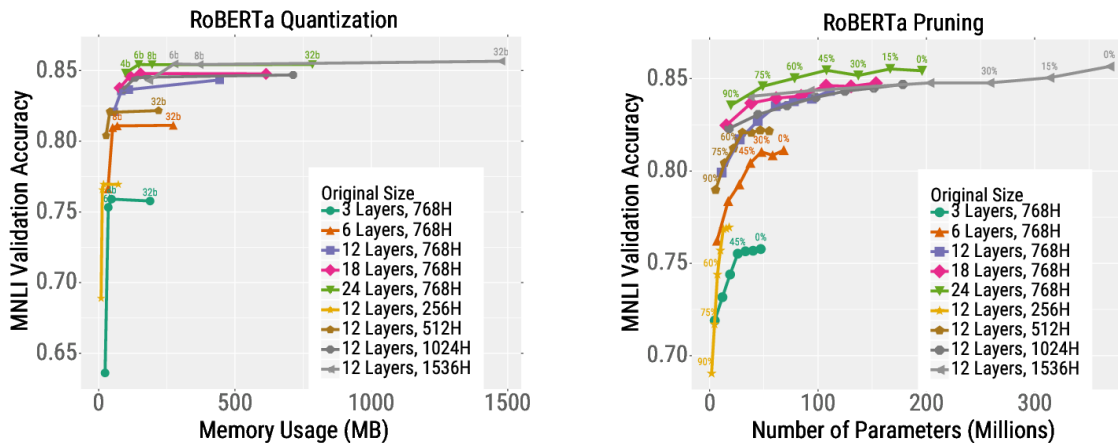 RoBERTa Quantization
MNLI Validation Accuracy
0.85
0.80
0.75
0.70
0.65
0
500
1000
1500
Memory Usage (MB)
4b
6b
8b
6b
8b
32b
32b
32b
8b
32b
32b
6b
Original Size
3 Layers, 768H
6 Layers, 768H
12 Layers, 768H
18 Layers, 768H
24 Layers, 768H
12 Layers, 256H
12 Layers, 512H
12 Layers, 1024H
12 Layers, 1536H
RoBERTa Pruning
MNLI Validation Accuracy
0.85
0.80
0.75
0.70
0
100
200
300
Number of Parameters (Millions)
90%
75%
60%
45%
30%
15%
0%
60%
30%
15%
0%
60%
75%
90%
45%
30%
0%
45%
0%
60%
75%
90%
Original Size
3 Layers, 768H
6 Layers, 768H
12 Layers, 768H
18 Layers, 768H
24 Layers, 768H
12 Layers, 256H
12 Layers, 512H
12 Layers, 1024H
12 Layers, 1536H